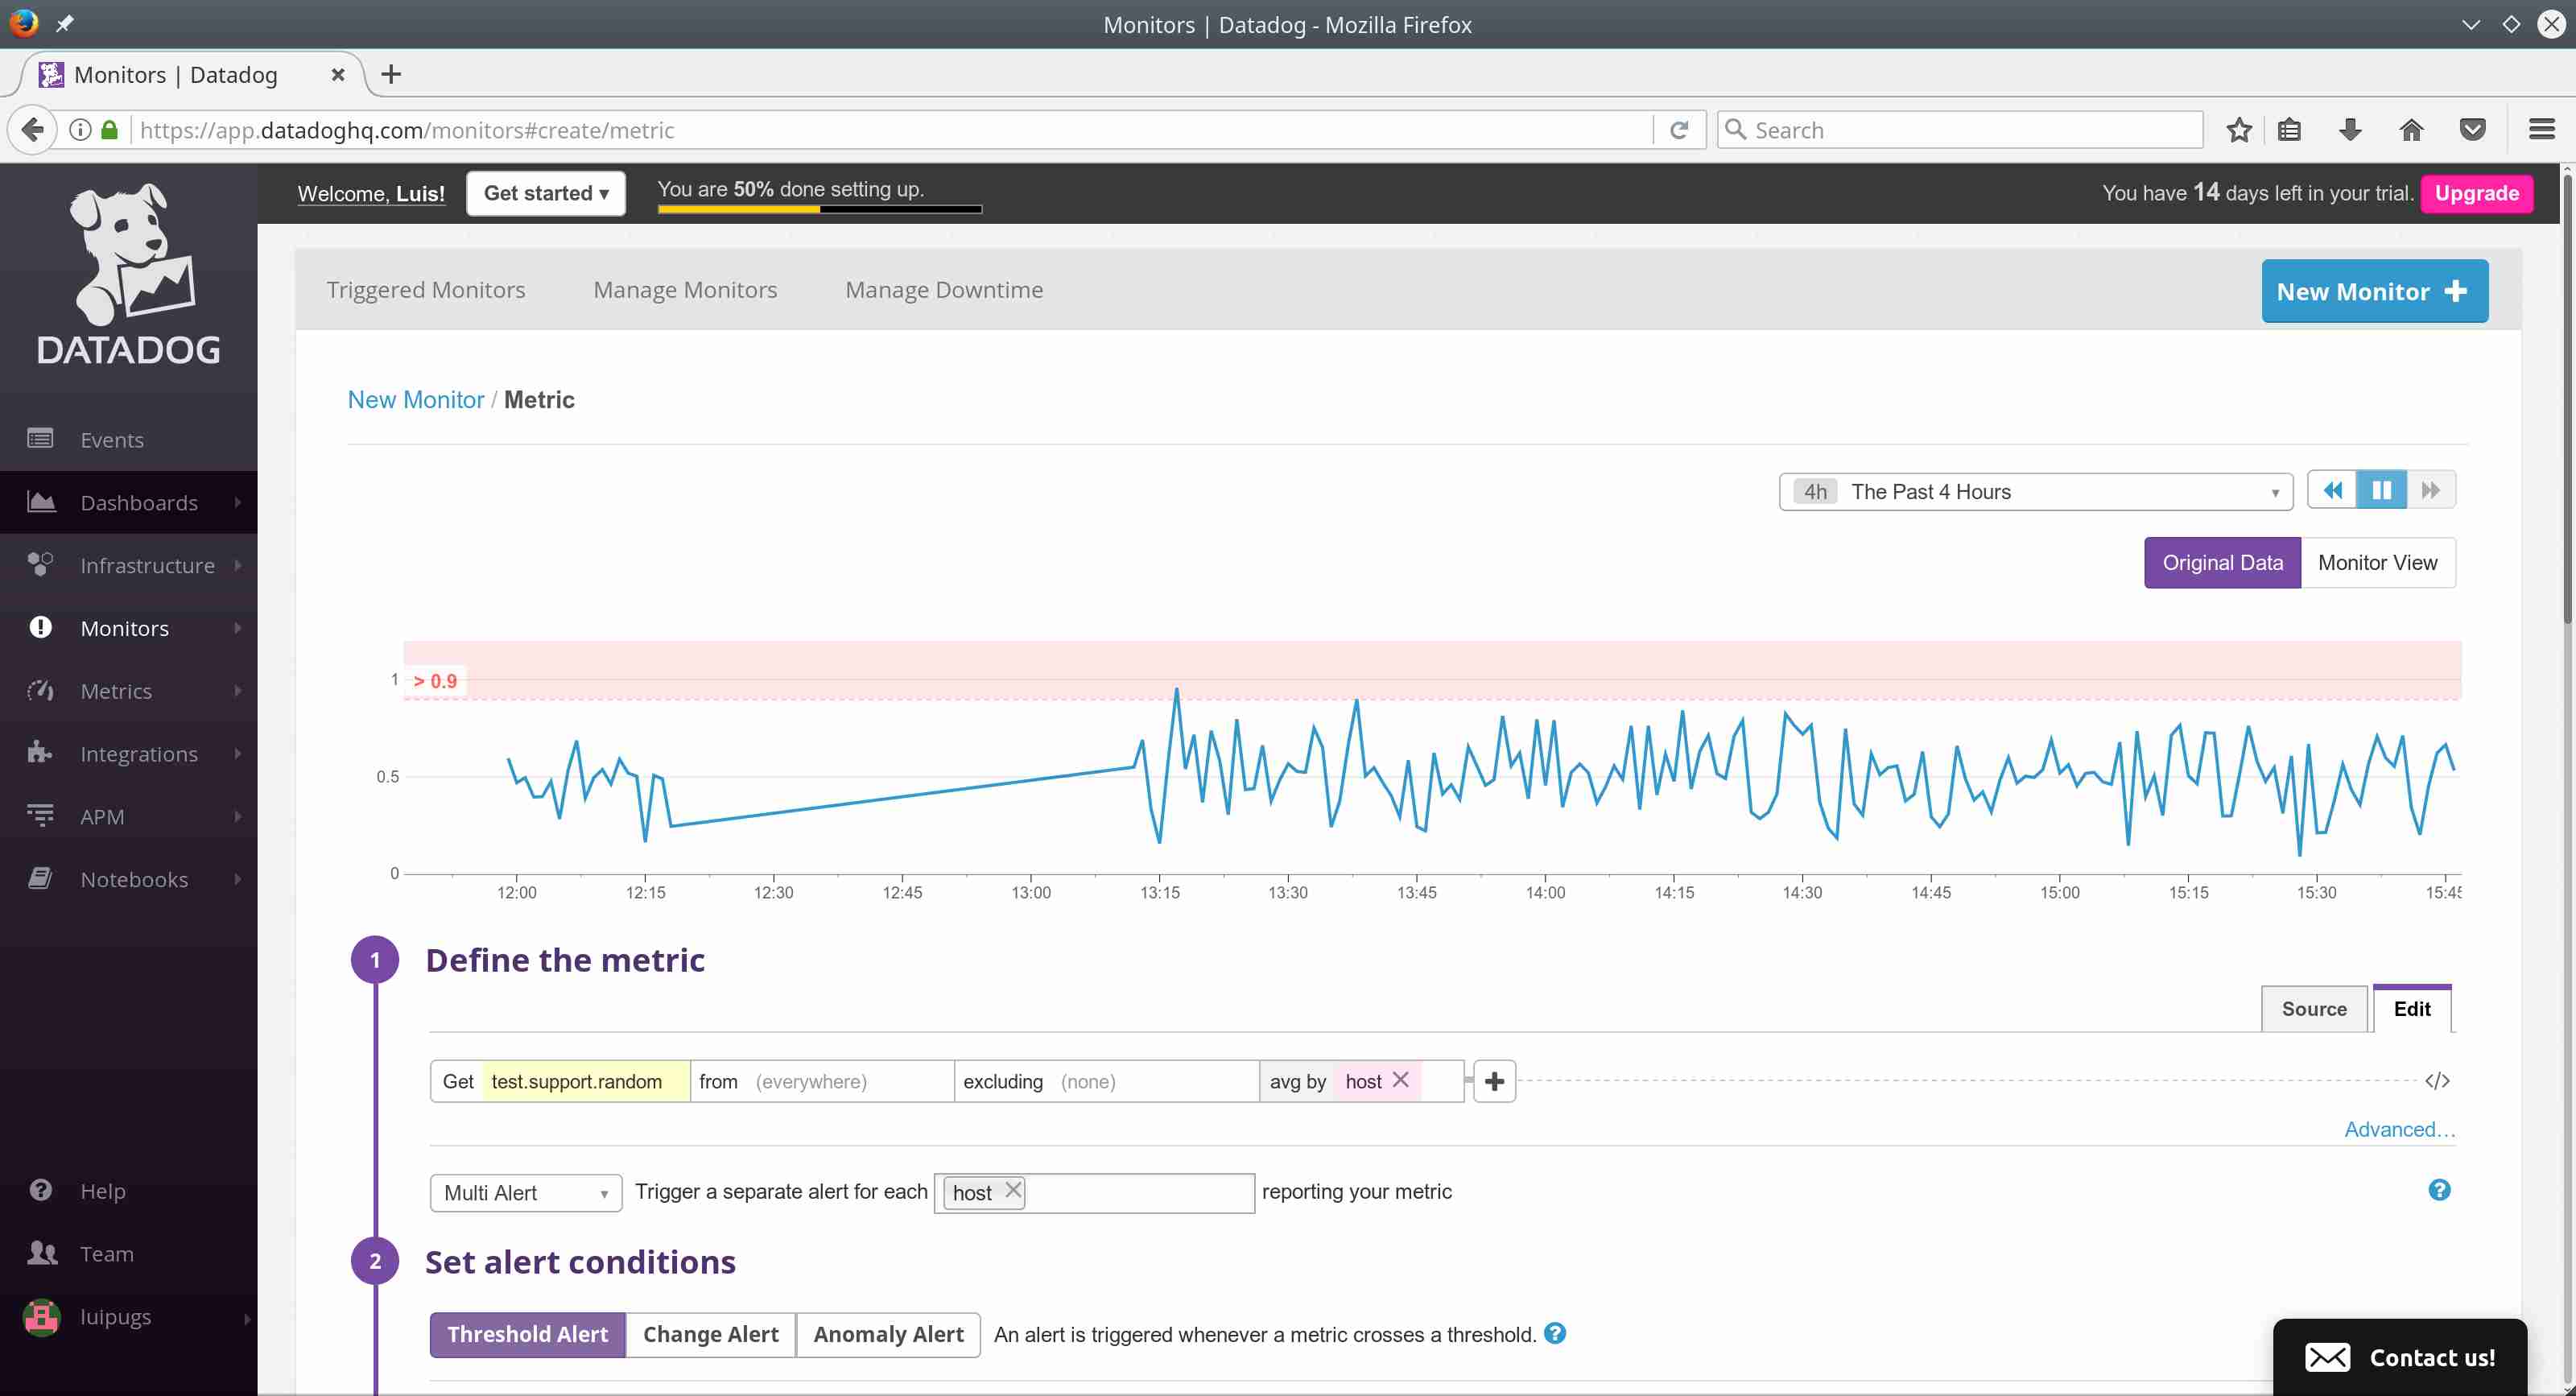 Monitors | Datadog - Mozilla Firefox
Monitors | Datadog
https://app.datadoghq.com/monitors#create/metric
Search
DATADOG
Welcome, Luis!
Get started ▾
You are 50% done setting up.
You have 14 days left in your trial.
Upgrade
Triggered Monitors
Manage Monitors
Manage Downtime
New Monitor +
New Monitor / Metric
Events
Dashboards
Infrastructure
Monitors
Metrics
Integrations
APM
Notebooks
Help
Team
luipugs
4h The Past 4 Hours
Original Data
Monitor View
1
> 0.9
0.5
0
12:00 12:15 12:30 12:45 13:00 13:15 13:30 13:45 14:00 14:15 14:30 14:45 15:00 15:15 15:30
1 Define the metric
Source
Edit
Get test.support.random from (everywhere) excluding (none) avg by host × + </>
Advanced...
Multi Alert ▾ Trigger a separate alert for each host × reporting your metric ?
2 Set alert conditions
Threshold Alert Change Alert Anomaly Alert An alert is triggered whenever a metric crosses a threshold. ?
Contact us!